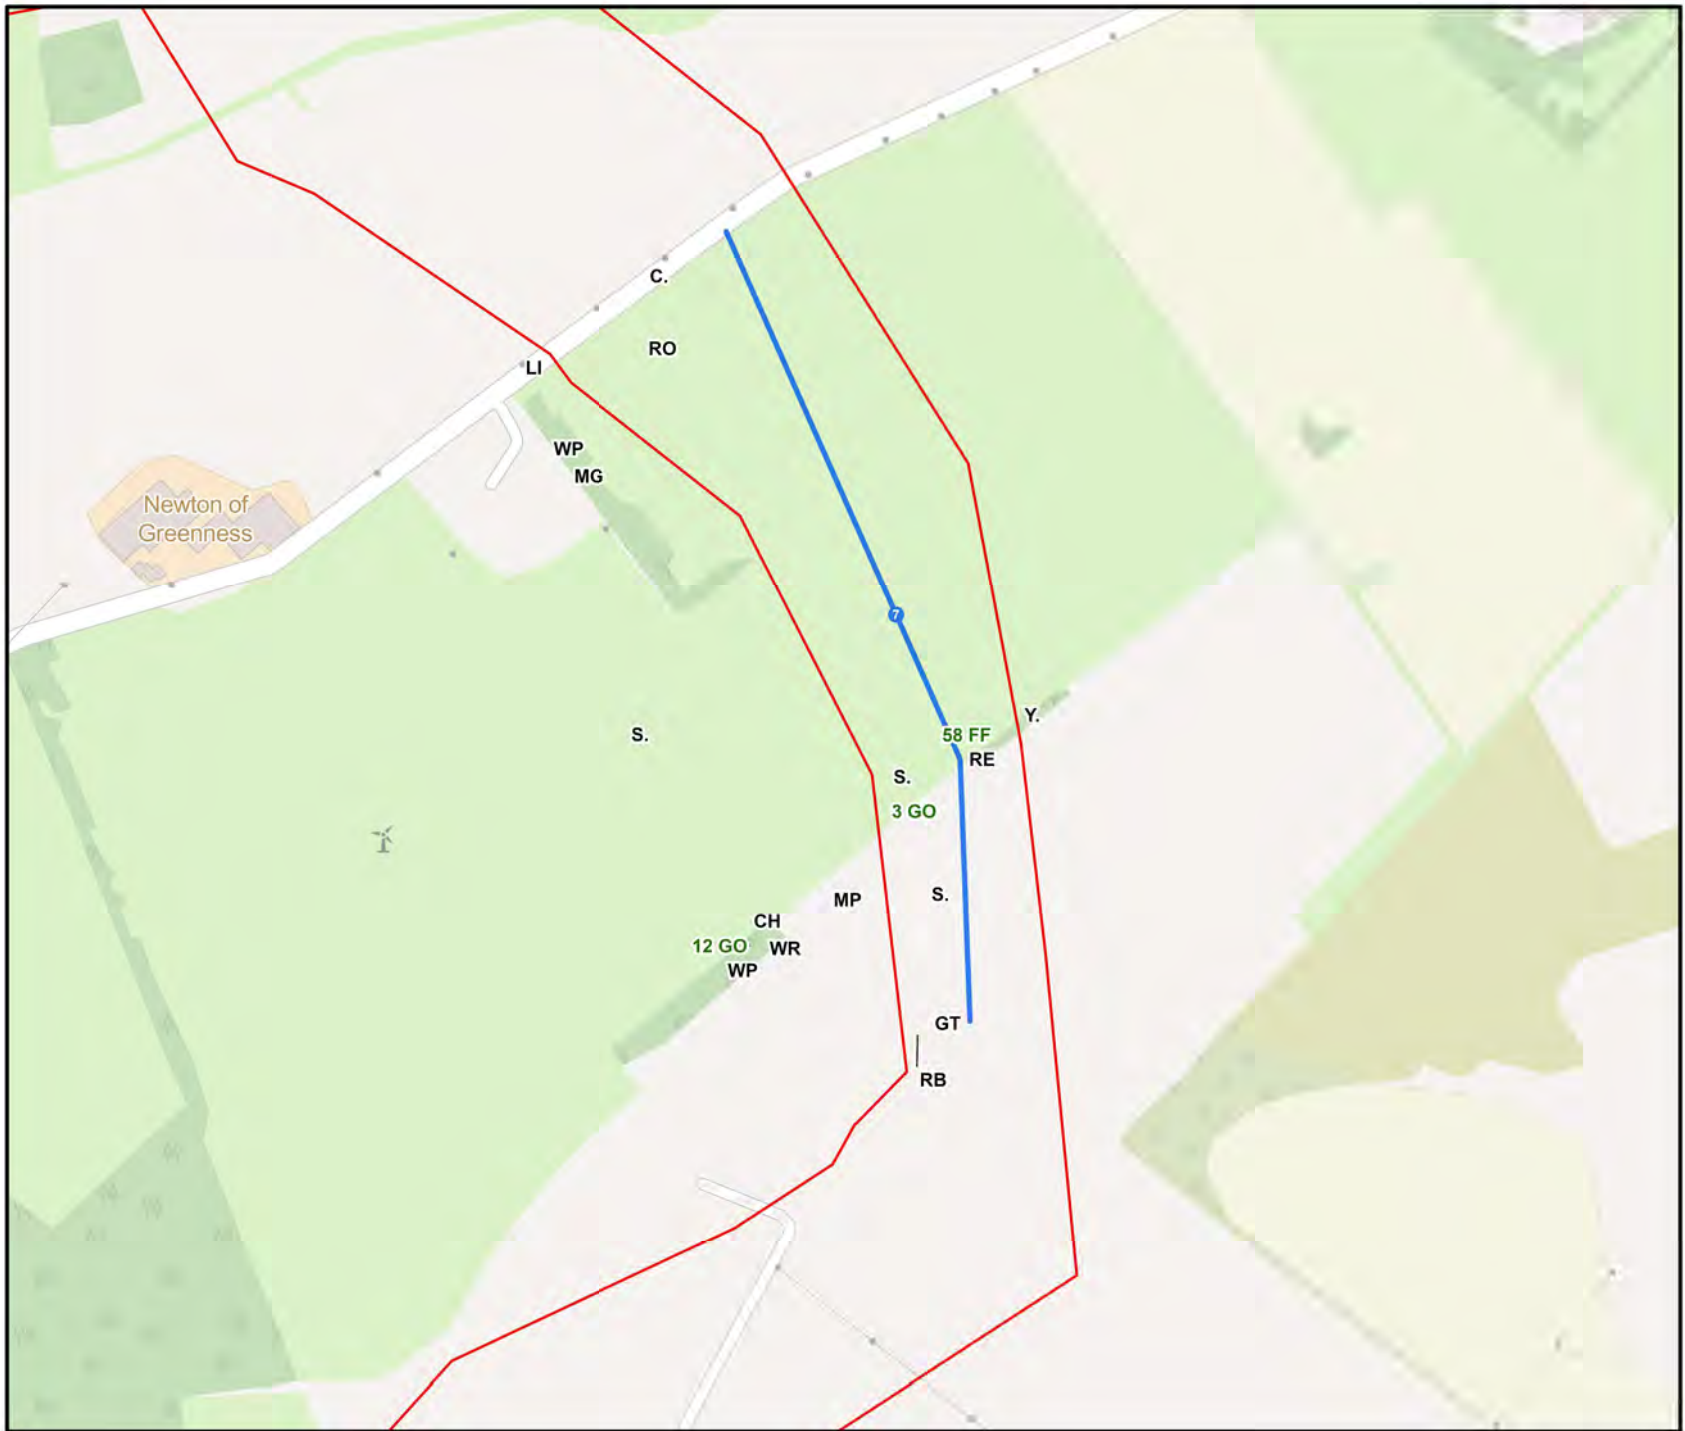 C.
RO
LI
WP
MG
Newton of
Greenness
7
Y.
S.
58 FF
RE
S.
3 GO
S.
MP
CH
12 GO
WR
WP
GT
RB